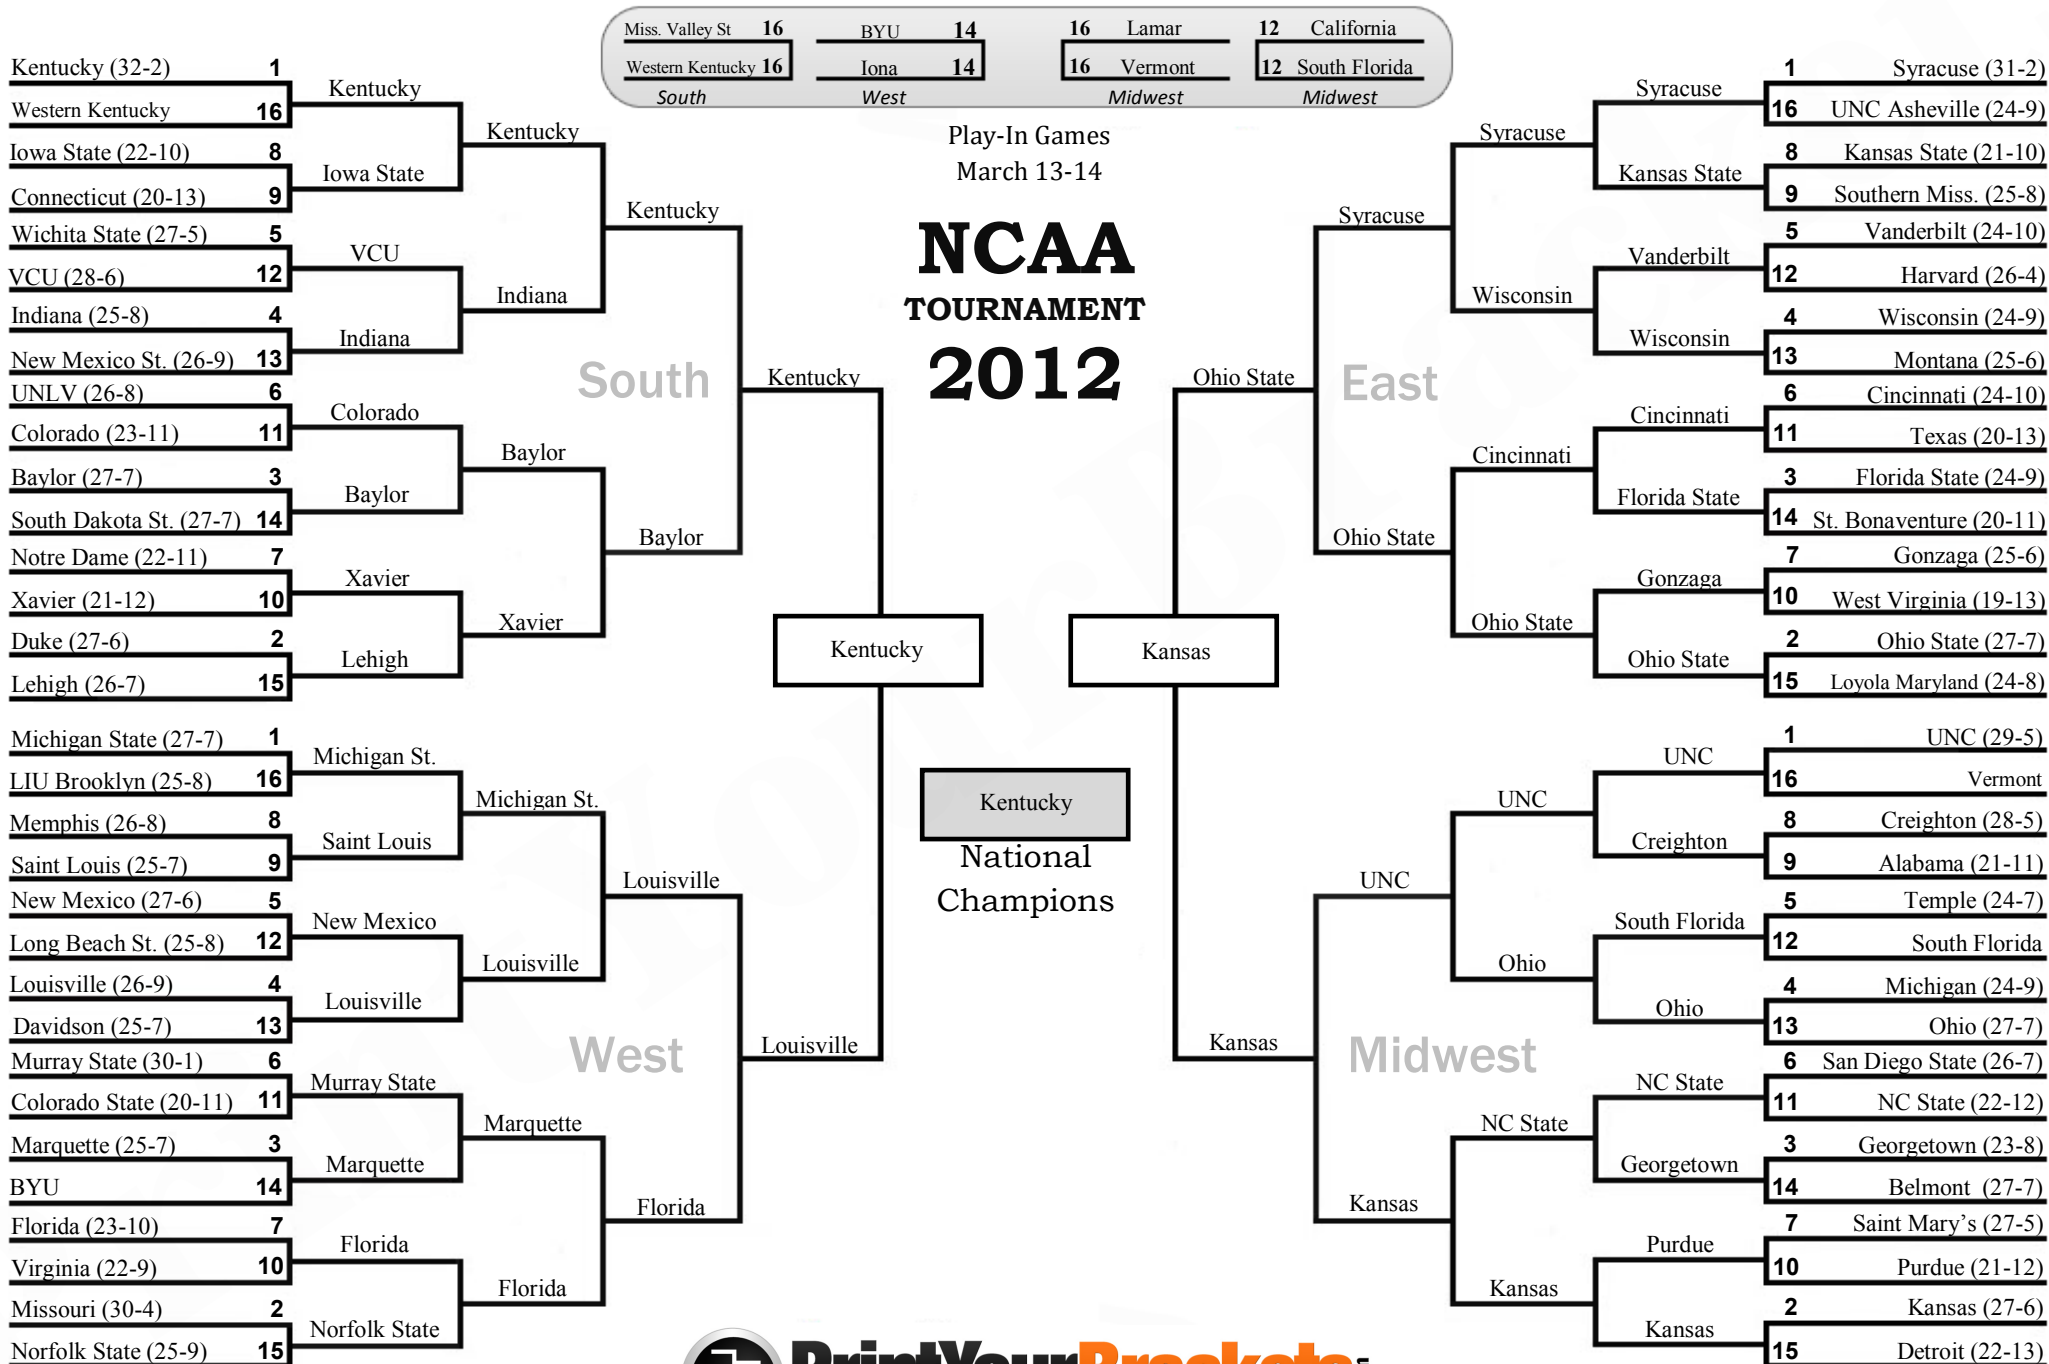 Miss. Valley St 16
Western Kentucky 16
South
BYU 14
Iona 14
West
16 Lamar
16 Vermont
Midwest
12 California
12 South Florida
Midwest
Play-In Games
March 13-14
NCAA
TOURNAMENT
2012
Kentucky (32-2) 1
Western Kentucky 16
Iowa State (22-10) 8
Connecticut (20-13) 9
Wichita State (27-5) 5
VCU (28-6) 12
Indiana (25-8) 4
New Mexico St. (26-9) 13
UNLV (26-8) 6
Colorado (23-11) 11
Baylor (27-7) 3
South Dakota St. (27-7) 14
Notre Dame (22-11) 7
Xavier (21-12) 10
Duke (27-6) 2
Lehigh (26-7) 15
Kentucky
Iowa State
VCU
Indiana
Colorado
Baylor
Xavier
Lehigh
Kentucky
Indiana
Baylor
Xavier
Kentucky
Baylor
South
Kentucky
Michigan State (27-7) 1
LIU Brooklyn (25-8) 16
Memphis (26-8) 8
Saint Louis (25-7) 9
New Mexico (27-6) 5
Long Beach St. (25-8) 12
Louisville (26-9) 4
Davidson (25-7) 13
Murray State (30-1) 6
Colorado State (20-11) 11
Marquette (25-7) 3
BYU 14
Florida (23-10) 7
Virginia (22-9) 10
Missouri (30-4) 2
Norfolk State (25-9) 15
Michigan St.
Saint Louis
New Mexico
Louisville
Murray State
Marquette
Florida
Norfolk State
Michigan St.
Louisville
Marquette
Florida
Louisville
Florida
West
Louisville
Kentucky
Kansas
Kentucky
National
Champions
1 Syracuse (31-2)
16 UNC Asheville (24-9)
8 Kansas State (21-10)
9 Southern Miss. (25-8)
5 Vanderbilt (24-10)
12 Harvard (26-4)
4 Wisconsin (24-9)
13 Montana (25-6)
6 Cincinnati (24-10)
11 Texas (20-13)
3 Florida State (24-9)
14 St. Bonaventure (20-11)
7 Gonzaga (25-6)
10 West Virginia (19-13)
2 Ohio State (27-7)
15 Loyola Maryland (24-8)
Syracuse
Kansas State
Vanderbilt
Wisconsin
Cincinnati
Florida State
Gonzaga
Ohio State
Syracuse
Wisconsin
Cincinnati
Ohio State
Syracuse
Ohio State
East
Ohio State
1 UNC (29-5)
16 Vermont
8 Creighton (28-5)
9 Alabama (21-11)
5 Temple (24-7)
12 South Florida
4 Michigan (24-9)
13 Ohio (27-7)
6 San Diego State (26-7)
11 NC State (22-12)
3 Georgetown (23-8)
14 Belmont (27-7)
7 Saint Mary’s (27-5)
10 Purdue (21-12)
2 Kansas (27-6)
15 Detroit (22-13)
UNC
Creighton
South Florida
Ohio
NC State
Georgetown
Purdue
Kansas
UNC
Ohio
NC State
Kansas
UNC
Kansas
Midwest
Kansas
PrintYourBrackets